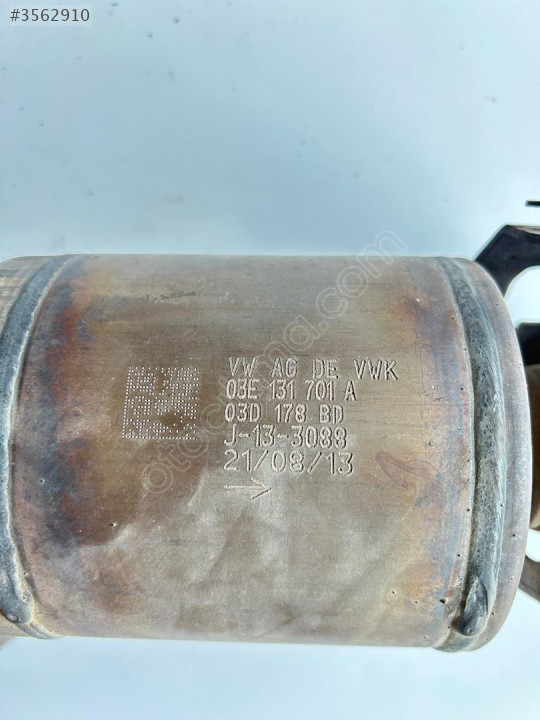 #3562910
VW AG DE VWK
03E 131 701 A
03D 178 BD
J-13-3088
21/08/13